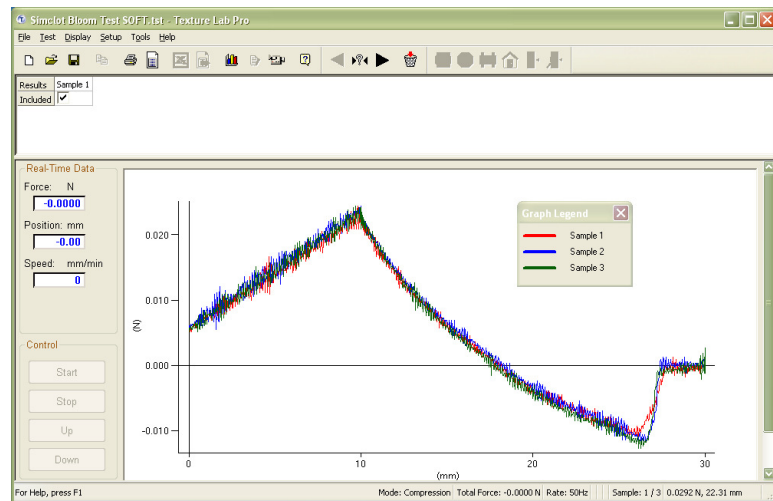 Simclot Bloom Test SOFT.tst - Texture Lab Pro
File Test Display Setup Tools Help
Results Sample 1
Included
Real-Time Data
Force: N
-0.0000
Position: mm
-0.00
Speed: mm/min
0
Control
Start
Stop
Up
Down
0.020
0.010
0.000
-0.010
(N)
0 10 20 30
(mm)
Graph Legend
Sample 1
Sample 2
Sample 3
For Help, press F1
Mode: Compression Total Force: -0.0000 N Rate: 50Hz Sample: 1 / 3 0.0292 N, 22.31 mm